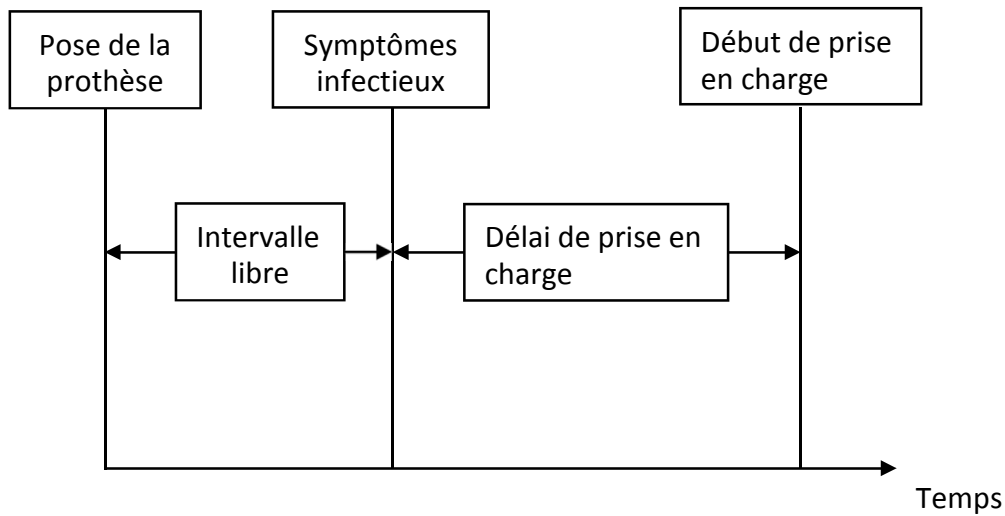 Pose de la
prothèse
Symptômes
infectieux
Début de prise
en charge
Intervalle
libre
Délai de prise en
charge
Temps